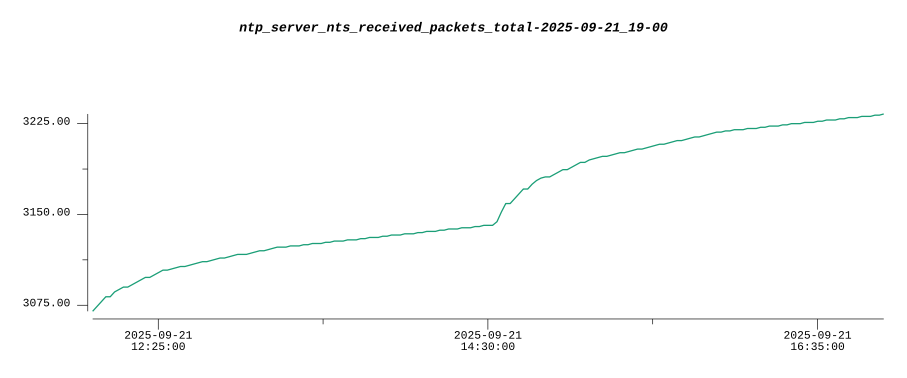 ntp_server_nts_received_packets_total-2025-09-21_19-00
3225.00
3150.00
3075.00
2025-09-21 2025-09-21 2025-09-21
12:25:00 14:30:00 16:35:00